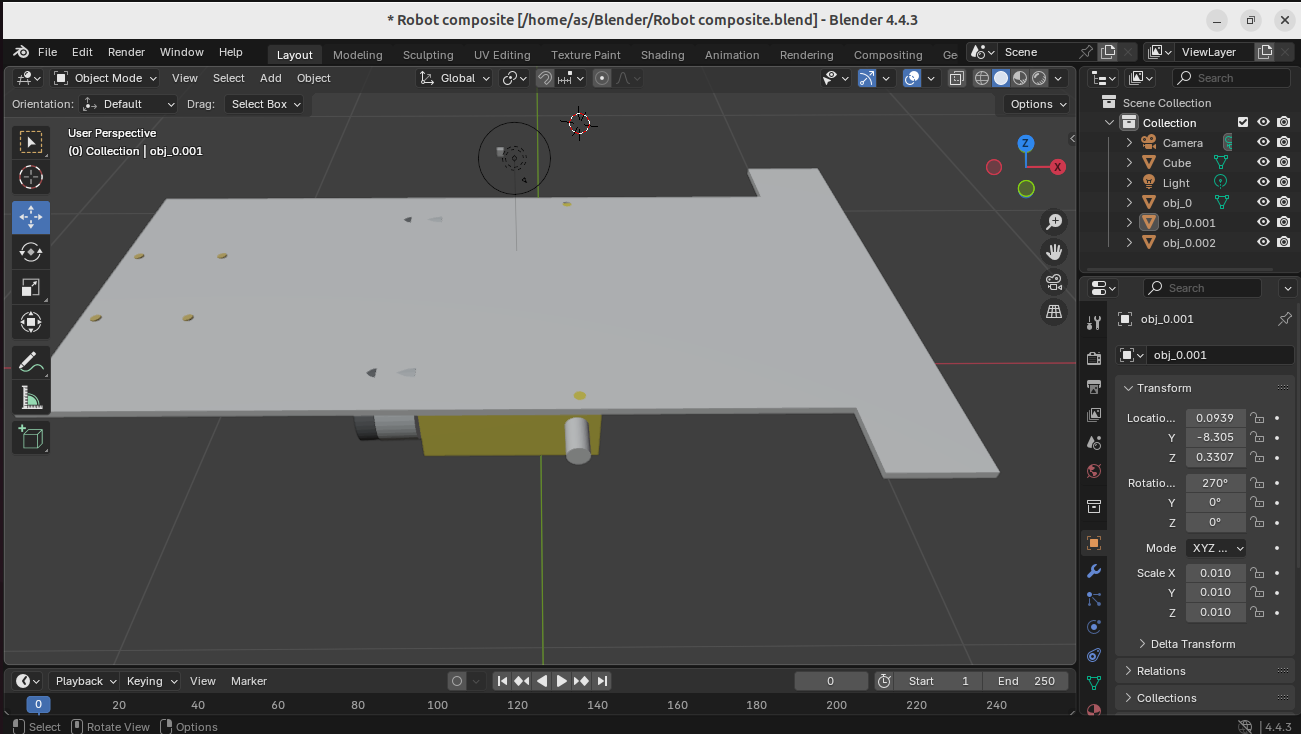 * Robot composite [/home/as/Blender/Robot composite.blend] - Blender 4.4.3
File Edit Render Window Help Layout Modeling Sculpting UV Editing Texture Paint Shading Animation Rendering Compositing Ge Scene ViewLayer
Object Mode View Select Add Object Global
Search
Orientation: Default Drag: Select Box Options
Scene Collection
Collection
User Perspective
(0) Collection | obj_0.001
Camera
Cube
Light
obj_0
obj_0.001
obj_0.002
Z
X
Search
obj_0.001
obj_0.001
Transform
Locatio... 0.0939
Y -8.305
Z 0.3307
Rotatio... 270°
Y 0°
Z 0°
Mode XYZ ...
Scale X 0.010
Y 0.010
Z 0.010
Delta Transform
Relations
Collections
Playback Keying View Marker 0 Start 1 End 250
0 20 40 60 80 100 120 140 160 180 200 220 240
Select Rotate View Options 4.4.3